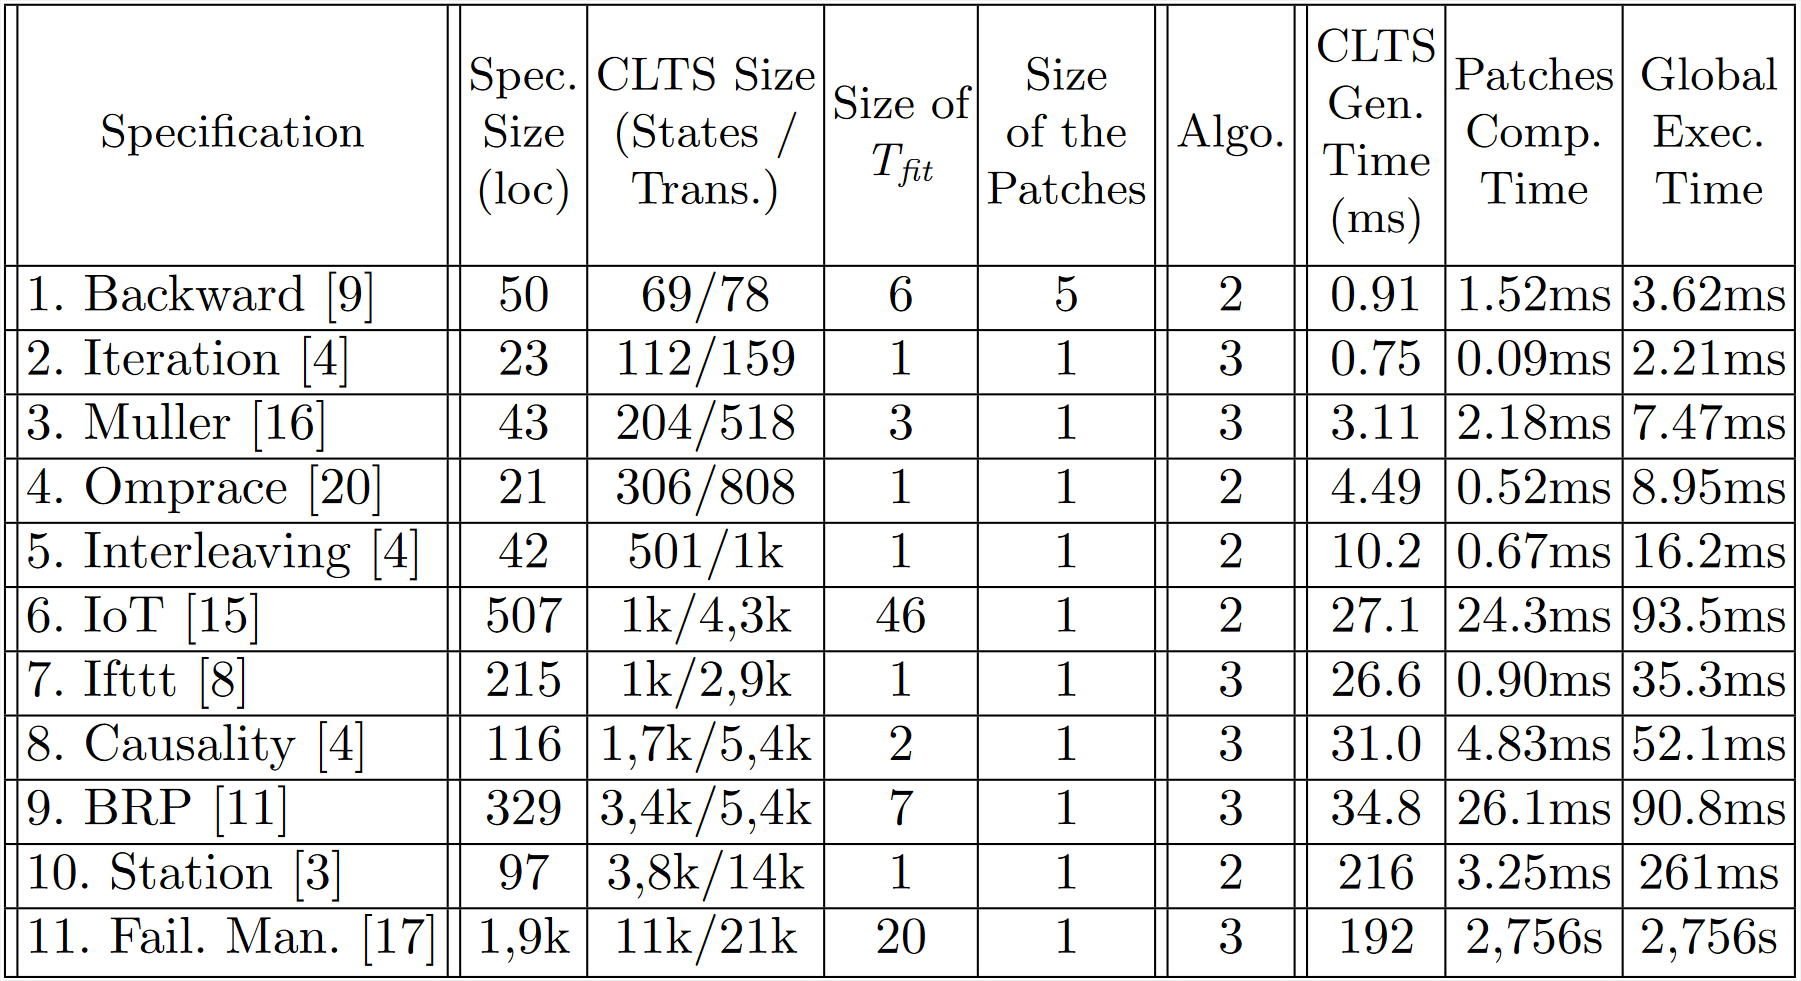 Specification | Spec. Size (loc) | CLTS Size (States / Trans.) | Size of T_fit | Size of the Patches | Algo. | CLTS Gen. Time (ms) | Patches Comp. Time | Global Exec. Time
1. Backward [9] | 50 | 69/78 | 6 | 5 | 2 | 0.91 | 1.52ms | 3.62ms
2. Iteration [4] | 23 | 112/159 | 1 | 1 | 3 | 0.75 | 0.09ms | 2.21ms
3. Muller [16] | 43 | 204/518 | 3 | 1 | 3 | 3.11 | 2.18ms | 7.47ms
4. Omprace [20] | 21 | 306/808 | 1 | 1 | 2 | 4.49 | 0.52ms | 8.95ms
5. Interleaving [4] | 42 | 501/1k | 1 | 1 | 2 | 10.2 | 0.67ms | 16.2ms
6. IoT [15] | 507 | 1k/4,3k | 46 | 1 | 2 | 27.1 | 24.3ms | 93.5ms
7. Ifttt [8] | 215 | 1k/2,9k | 1 | 1 | 3 | 26.6 | 0.90ms | 35.3ms
8. Causality [4] | 116 | 1,7k/5,4k | 2 | 1 | 3 | 31.0 | 4.83ms | 52.1ms
9. BRP [11] | 329 | 3,4k/5,4k | 7 | 1 | 3 | 34.8 | 26.1ms | 90.8ms
10. Station [3] | 97 | 3,8k/14k | 1 | 1 | 2 | 216 | 3.25ms | 261ms
11. Fail. Man. [17] | 1,9k | 11k/21k | 20 | 1 | 3 | 192 | 2,756s | 2,756s